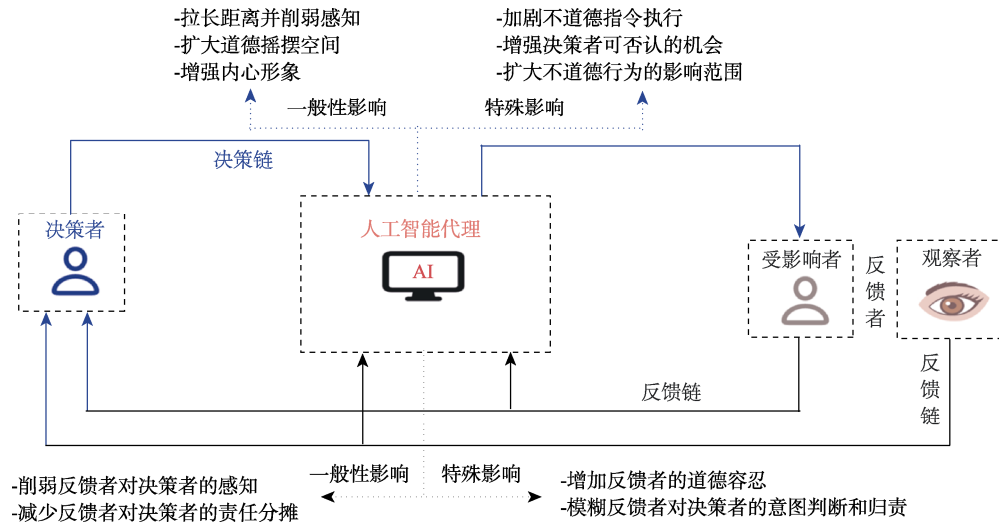 -拉长距离并削弱感知
-扩大道德摇摆空间
-增强内心形象
-加剧不道德指令执行
-增强决策者可否认的机会
-扩大不道德行为的影响范围
一般性影响
特殊影响
决策链
决策者
人工智能代理
AI
受影响者
反馈者
观察者
反馈链
反馈链
一般性影响
特殊影响
-削弱反馈者对决策者的感知
-减少反馈者对决策者的责任分摊
-增加反馈者的道德容忍
-模糊反馈者对决策者的意图判断和归责